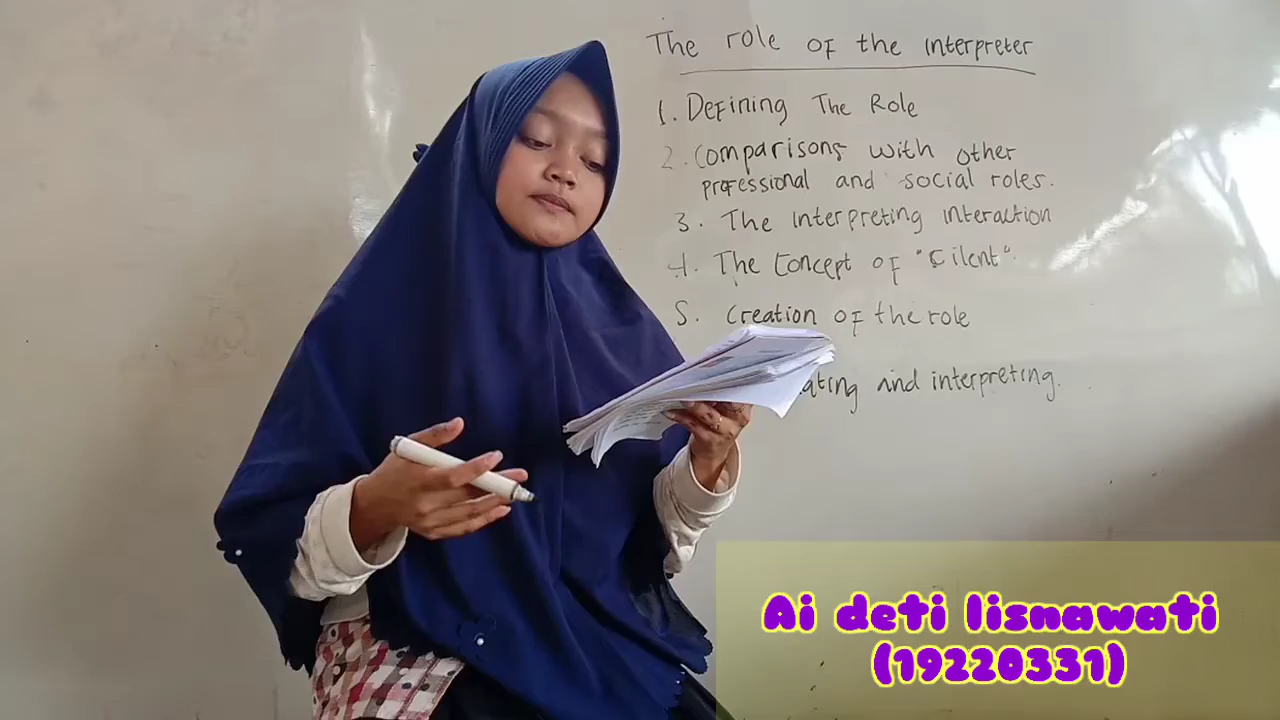 The role of the interpreter
1. Defining The Role
2. Comparisons with other
professional and social roles.
3. The interpreting interaction
4. The Concept of "Cilent".
5. Creation of the role
and interpreting.
Ai deti lisnawati
(19220331)